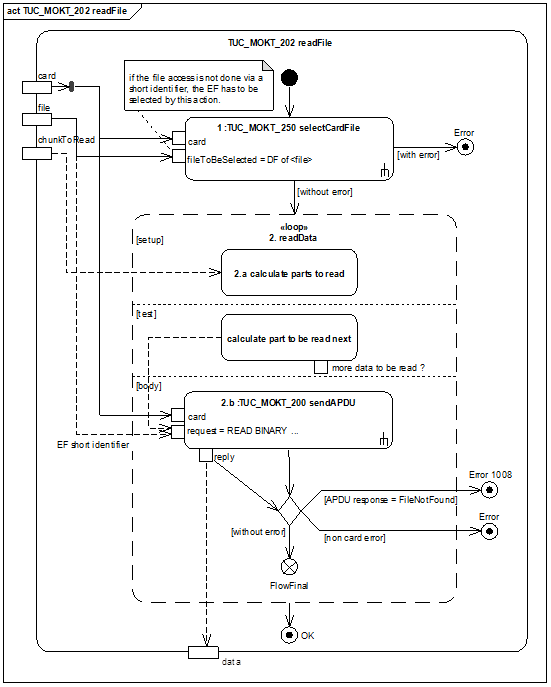 act TUC_MOKT_202 readFile
TUC_MOKT_202 readFile
card
file
chunkToRead
if the file access is not done via a
short identifier, the EF has to be
selected by this action.
1 :TUC_MOKT_250 selectCardFile
card
fileToBeSelected = DF of <file>
Error
[with error]
[without error]
«loop»
2. readData
[setup]
2.a calculate parts to read
[test]
calculate part to be read next
more data to be read ?
[body]
2.b :TUC_MOKT_200 sendAPDU
card
request = READ BINARY ...
EF short identifier
reply
Error 1008
[APDU response = FileNotFound]
Error
[without error]
[non card error]
FlowFinal
OK
data